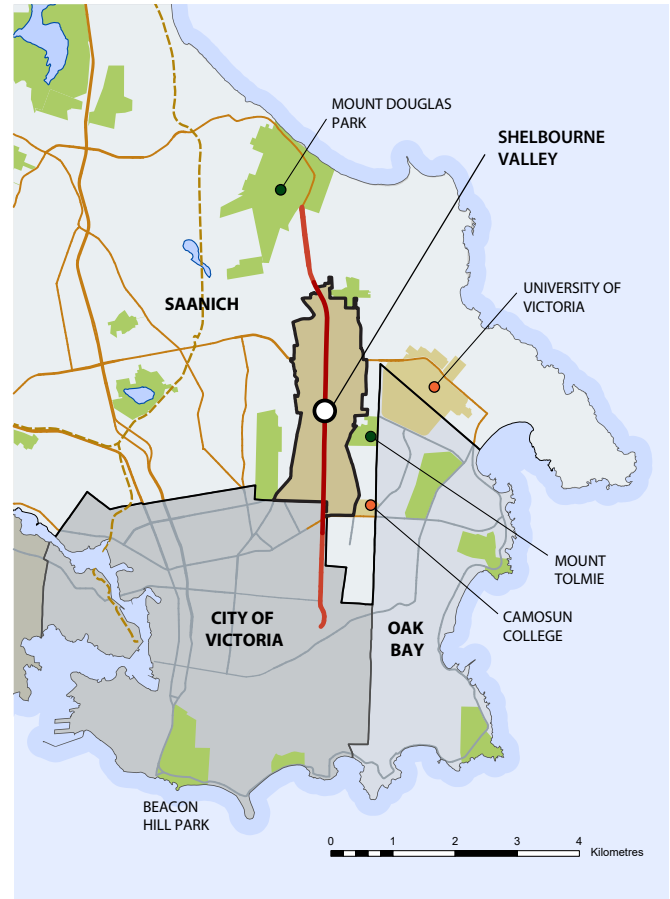 MOUNT DOUGLAS
PARK
SHELBOURNE
VALLEY
UNIVERSITY OF
VICTORIA
SAANICH
MOUNT
TOLMIE
CAMOSUN
COLLEGE
CITY OF
VICTORIA
OAK
BAY
BEACON
HILL PARK
0 1 2 3 4
Kilometres